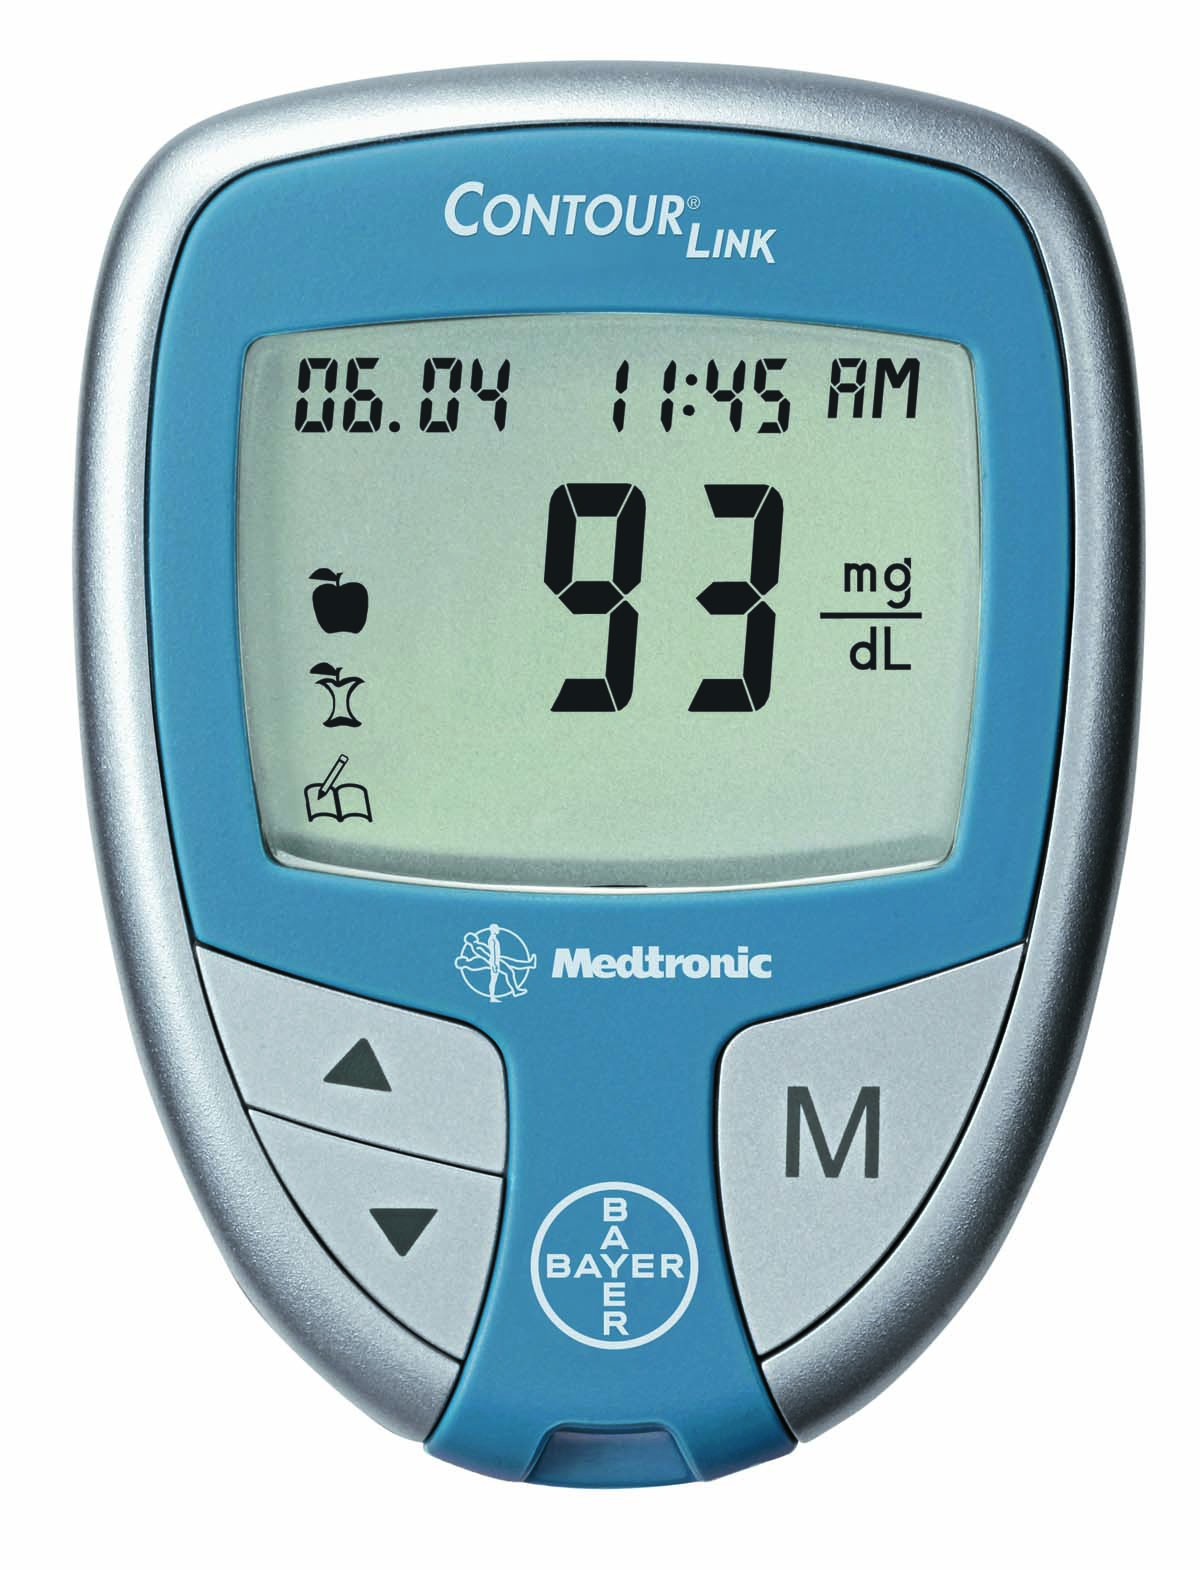 CONTOUR®
LINK
06.04 11:45 AM
93 mg/dL
Medtronic
M
BAYER
BAYER